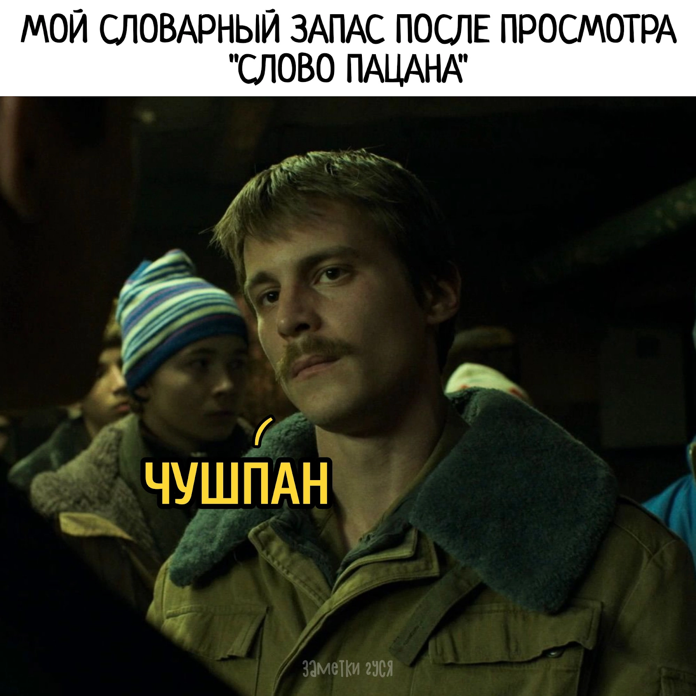 МОЙ СЛОВАРНЫЙ ЗАПАС ПОСЛЕ ПРОСМОТРА
"СЛОВО ПАЦАНА"
ЧУШПАН
заметки гуся